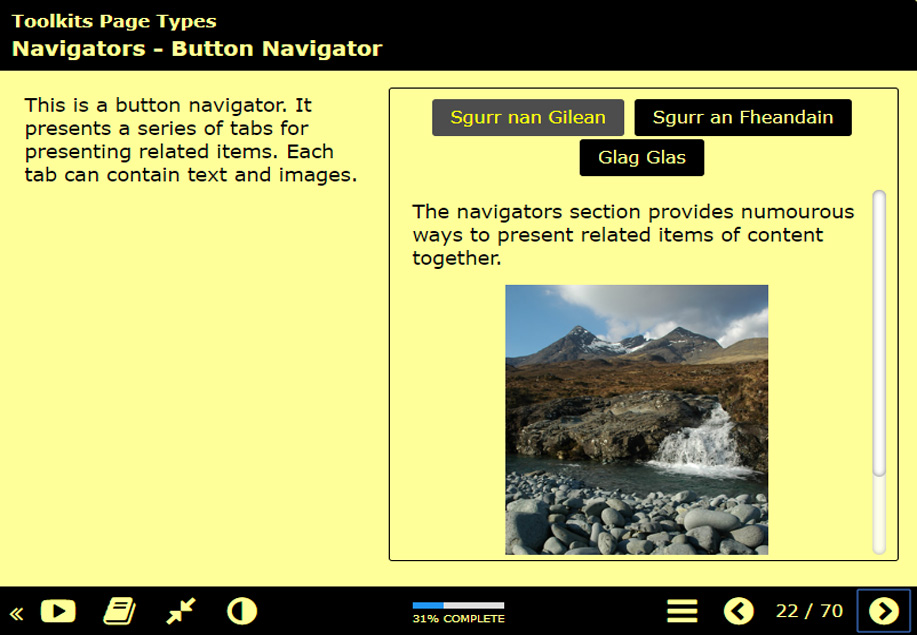 Toolkits Page Types
Navigators - Button Navigator
This is a button navigator. It
presents a series of tabs for
presenting related items. Each
tab can contain text and images.
Sgurr nan Gilean
Sgurr an Fheandain
Glag Glas
The navigators section provides numourous
ways to present related items of content
together.
31% COMPLETE
22 / 70